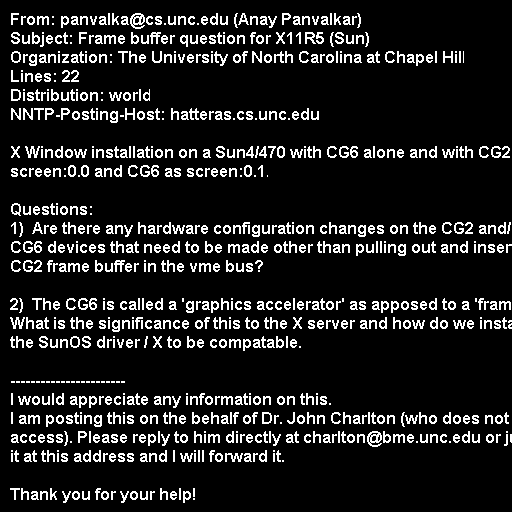 From: panvalka@cs.unc.edu (Anay Panvalkar)
Subject: Frame buffer question for X11R5 (Sun)
Organization: The University of North Carolina at Chapel Hill
Lines: 22
Distribution: world
NNTP-Posting-Host: hatteras.cs.unc.edu

X Window installation on a Sun4/470 with CG6 alone and with CG2
screen:0.0 and CG6 as screen:0.1.

Questions:
1)  Are there any hardware configuration changes on the CG2 and/
CG6 devices that need to be made other than pulling out and inser
CG2 frame buffer in the vme bus?

2)  The CG6 is called a 'graphics accelerator' as apposed to a 'fram
What is the significance of this to the X server and how do we insta
the SunOS driver / X to be compatable.

-----------------------
I would appreciate any information on this.
I am posting this on the behalf of Dr. John Charlton (who does not
access). Please reply to him directly at charlton@bme.unc.edu or ju
it at this address and I will forward it.

Thank you for your help!